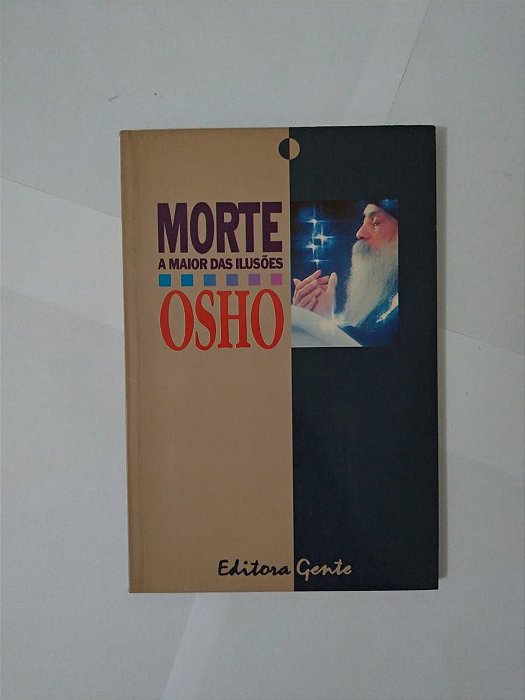 MORTE
A MAIOR DAS ILUSÕES
OSHO
Editora Gente